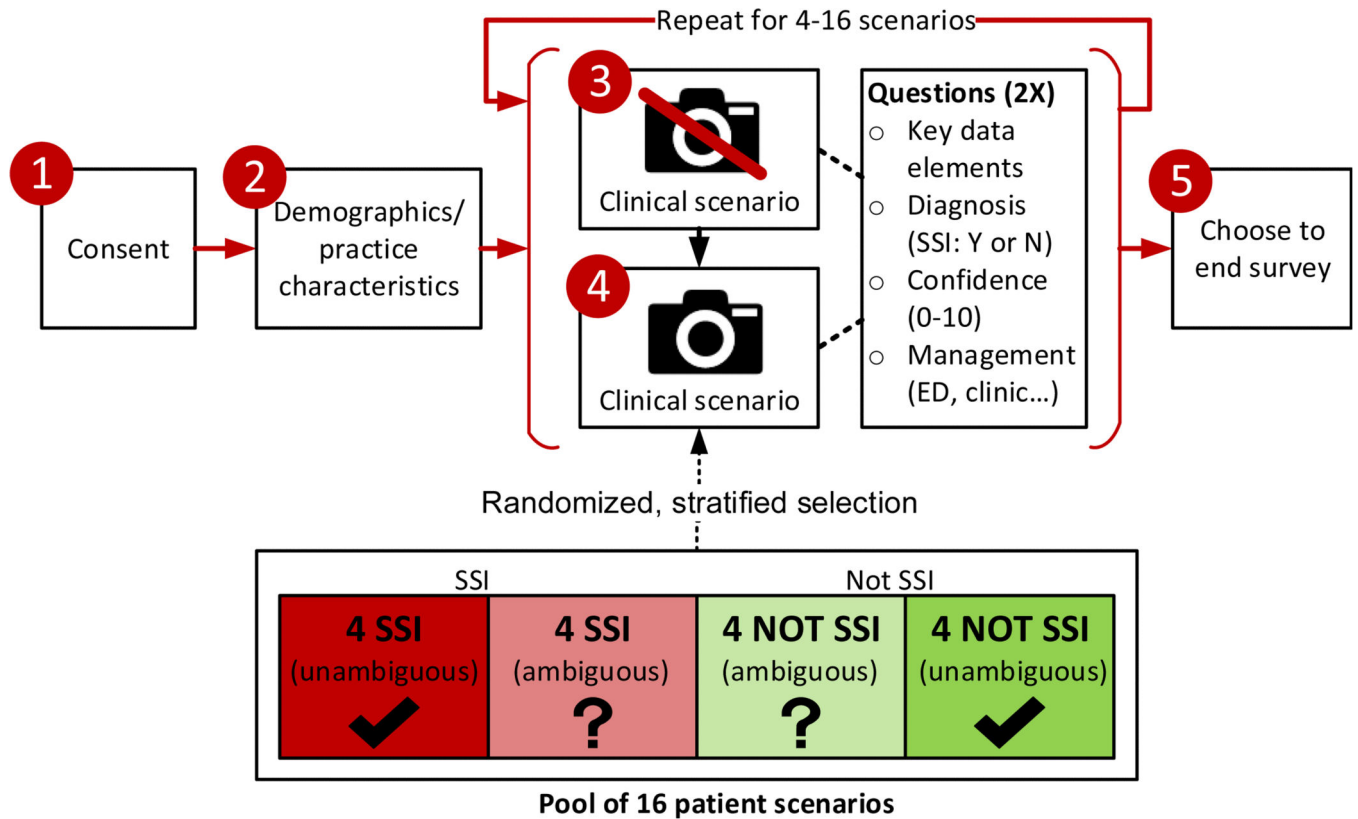 Repeat for 4-16 scenarios
1
Consent
2
Demographics/
practice
characteristics
3
Clinical scenario
4
Clinical scenario
Questions (2X)
○ Key data
elements
○ Diagnosis
(SSI: Y or N)
○ Confidence
(0-10)
○ Management
(ED, clinic…)
5
Choose to
end survey
Randomized, stratified selection
SSI
Not SSI
4 SSI
(unambiguous)
4 SSI
(ambiguous)
?
4 NOT SSI
(ambiguous)
?
4 NOT SSI
(unambiguous)
Pool of 16 patient scenarios